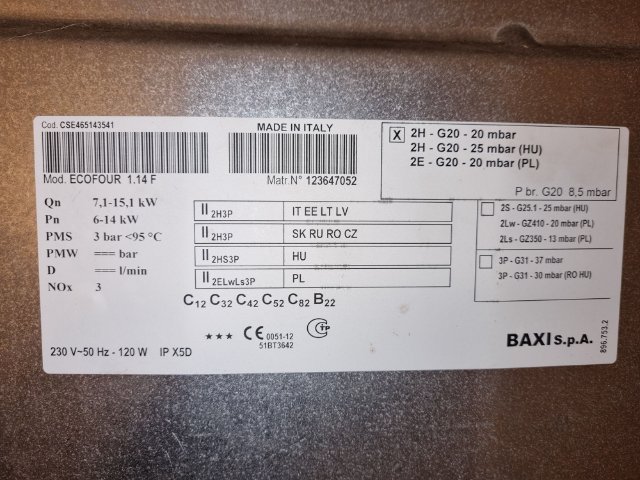 Cod. CSE465143541
MADE IN ITALY
Mod. ECOFOUR 1.14 F
Matr.N° 123647052
X 2H - G20 - 20 mbar
2H - G20 - 25 mbar (HU)
2E - G20 - 20 mbar (PL)
P br. G20 8,5 mbar
2S - G25.1 - 25 mbar (HU)
2Lw - GZ410 - 20 mbar (PL)
2Ls - GZ350 - 13 mbar (PL)
3P - G31 - 37 mbar
3P - G31 - 30 mbar (RO HU)
Qn 7,1-15,1 kW
Pn 6-14 kW
PMS 3 bar <95 °C
PMW === bar
D === l/min
NOx 3
II 2H3P IT EE LT LV
II 2H3P SK RU RO CZ
II 2HS3P HU
II 2ELwLs3P PL
C12 C32 C42 C52 C82 B22
★★★ CE 0051-12
51BT3642
230 V~50 Hz - 120 W IP X5D
BAXI S.p.A.
896.753.2